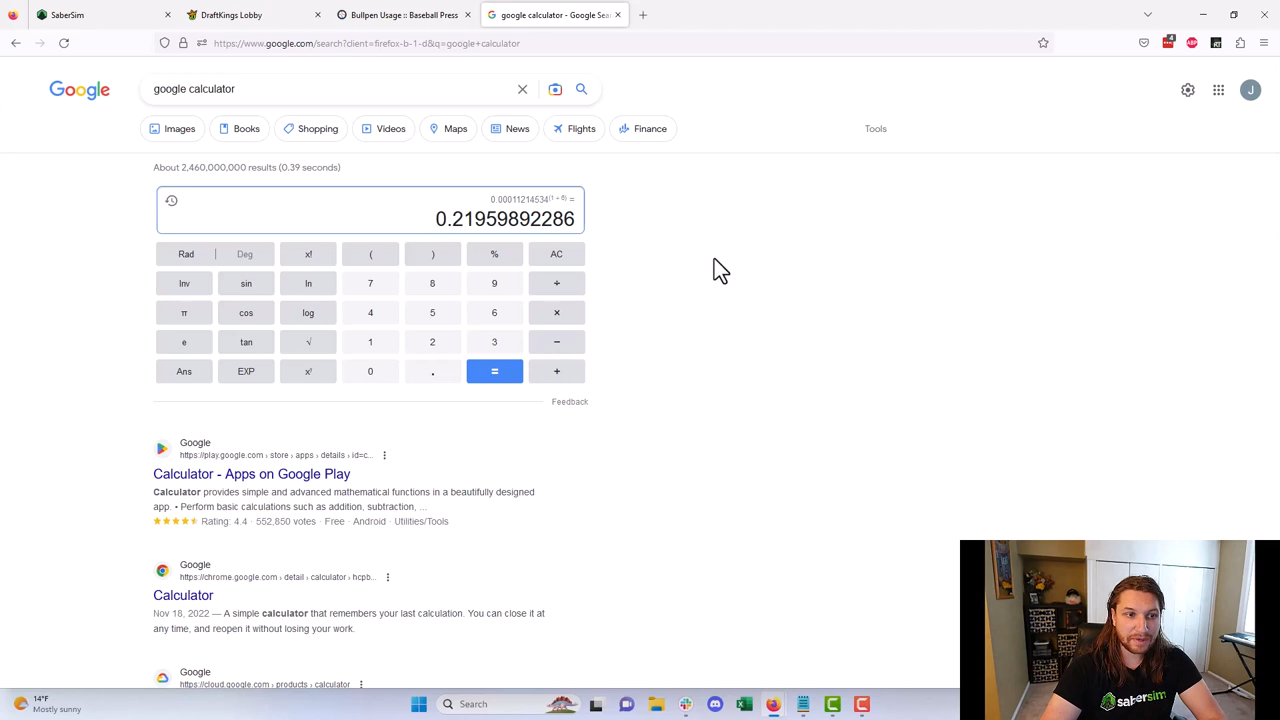 SaberSim
DraftKings Lobby
Bullpen Usage :: Baseball Press
google calculator - Google Sea
https://www.google.com/search?client=firefox-b-1-d&q=google+calculator
4
Google
google calculator
J
Images
Books
Shopping
Videos
Maps
News
Flights
Finance
Tools
About 2,460,000,000 results (0.39 seconds)
0.00011214534^(1 ÷ 6) =
0.21959892286
Rad | Deg x! ( ) % AC
Inv sin ln 7 8 9 ÷
π cos log 4 5 6 ×
e tan √ 1 2 3 −
Ans EXP xʸ 0 . = +
Feedback
Google
https://play.google.com › store › apps › details › id=c...
Calculator - Apps on Google Play
Calculator provides simple and advanced mathematical functions in a beautifully designed
app. • Perform basic calculations such as addition, subtraction, ...
Rating: 4.4 · 552,850 votes · Free · Android · Utilities/Tools
Google
https://chrome.google.com › detail › calculator › hcpb...
Calculator
Nov 18, 2022 — A simple calculator that remembers your last calculation. You can close it at
any time, and reopen it without losing your work.
Google
https://cloud.google.com › products › calculator
sabersim
14°F
Mostly sunny
Search